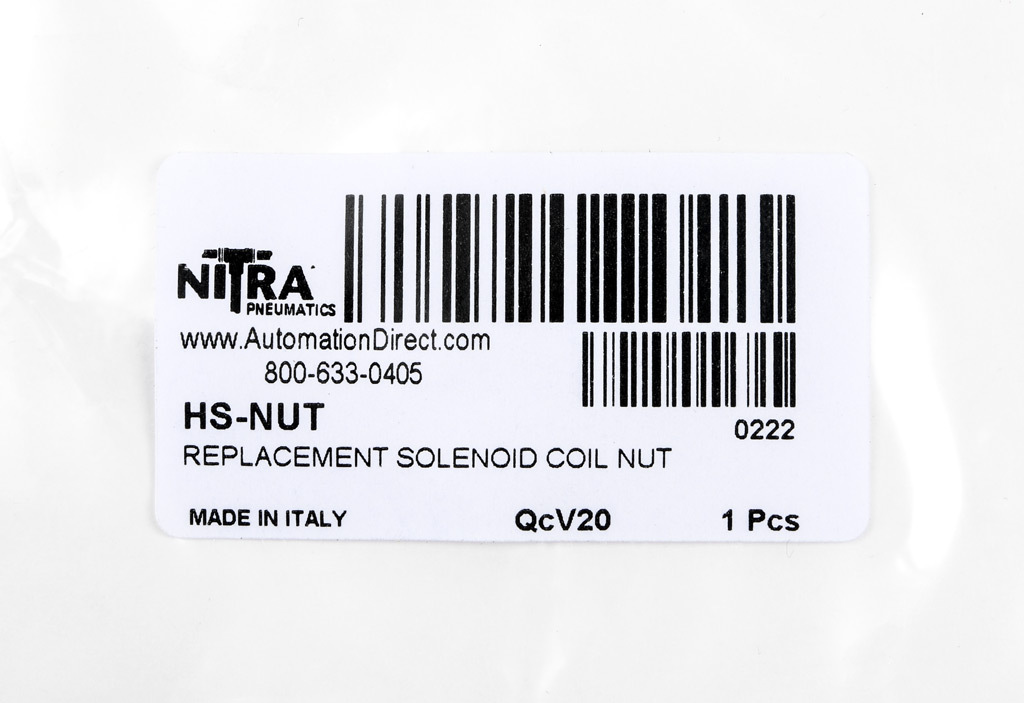 NITRA
PNEUMATICS
www.AutomationDirect.com
800-633-0405
HS-NUT
0222
REPLACEMENT SOLENOID COIL NUT
MADE IN ITALY QcV20 1 Pcs